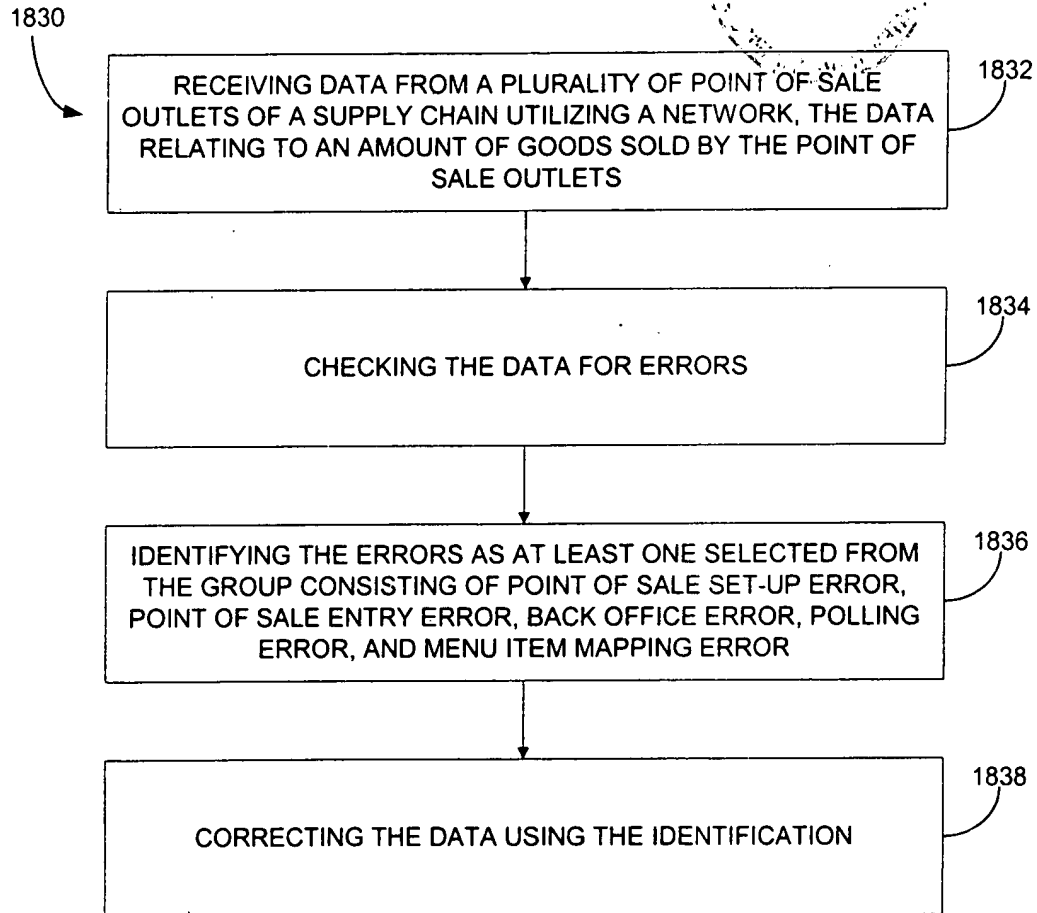 1830
RECEIVING DATA FROM A PLURALITY OF POINT OF SALE
OUTLETS OF A SUPPLY CHAIN UTILIZING A NETWORK, THE DATA
RELATING TO AN AMOUNT OF GOODS SOLD BY THE POINT OF
SALE OUTLETS
1832
CHECKING THE DATA FOR ERRORS
1834
IDENTIFYING THE ERRORS AS AT LEAST ONE SELECTED FROM
THE GROUP CONSISTING OF POINT OF SALE SET-UP ERROR,
POINT OF SALE ENTRY ERROR, BACK OFFICE ERROR, POLLING
ERROR, AND MENU ITEM MAPPING ERROR
1836
CORRECTING THE DATA USING THE IDENTIFICATION
1838